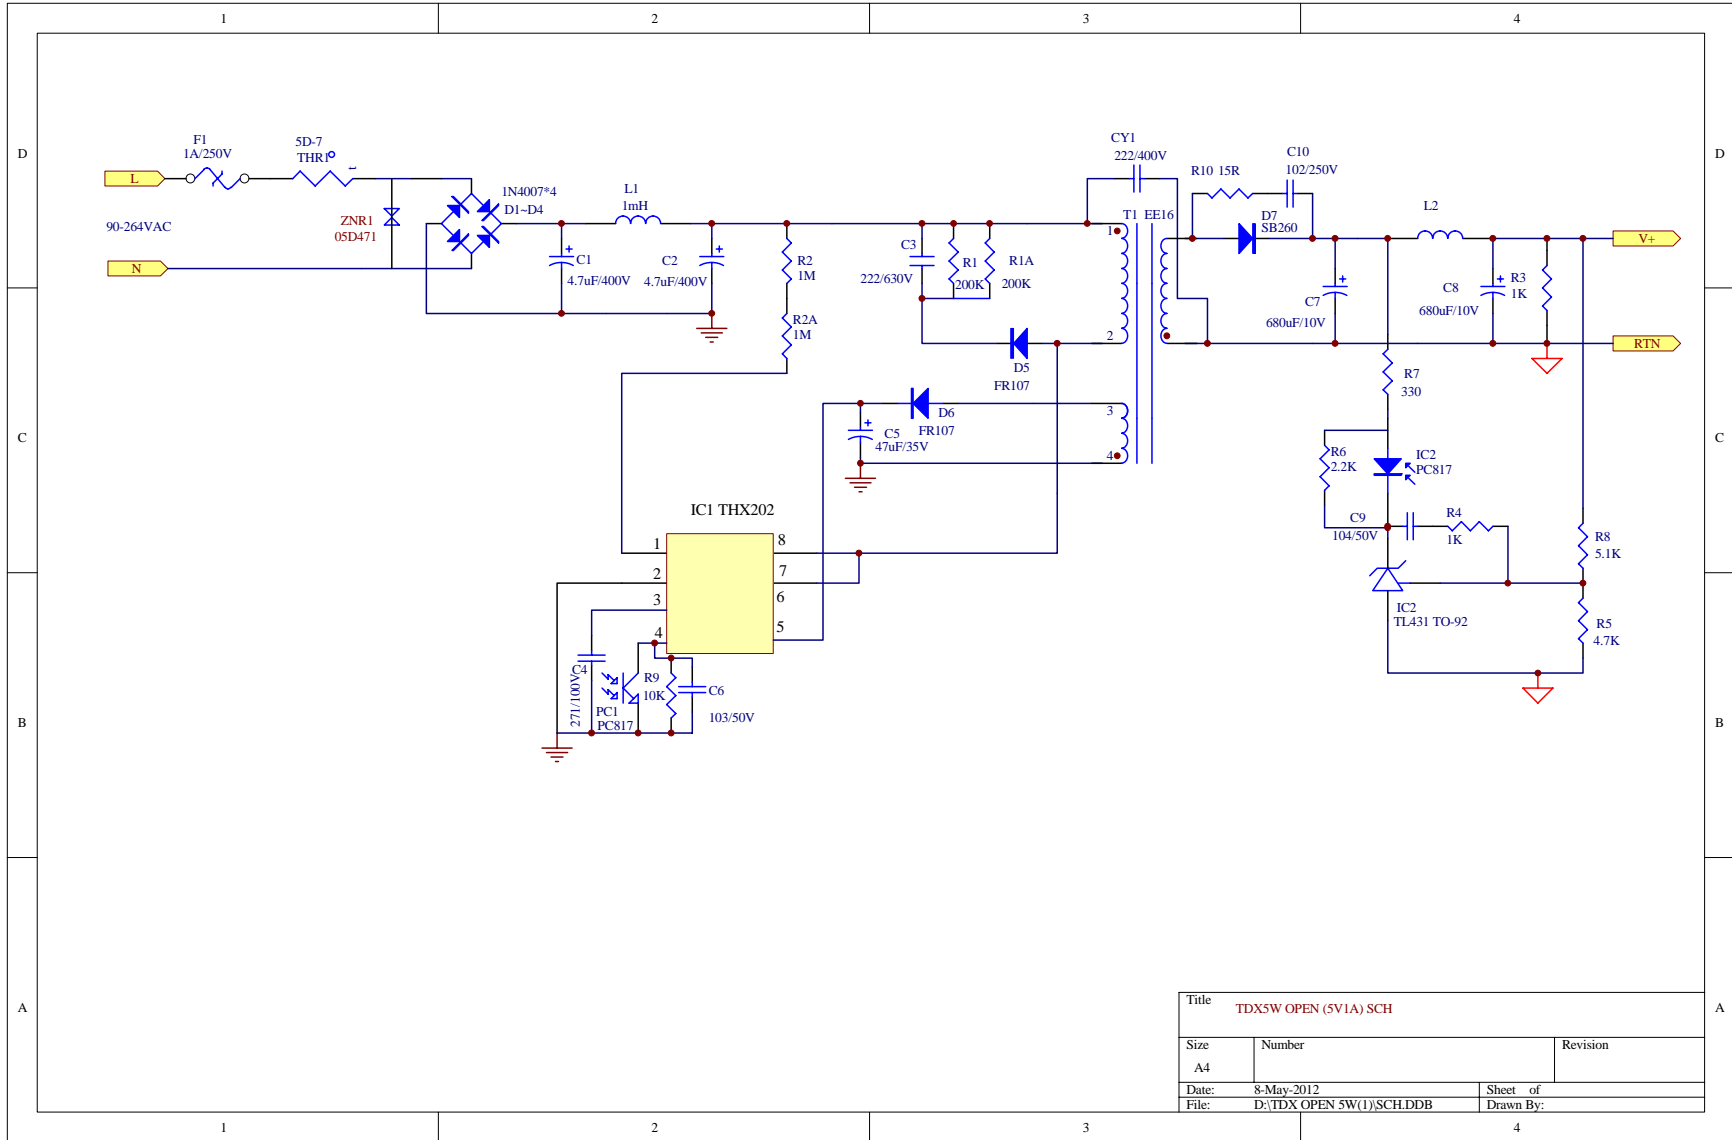 1 2 3 4
D D
C C
B B
A A
1 2 3 4
L
F1
1A/250V
5D-7
THR1
t
90-264VAC
N
ZNR1
05D471
1N4007*4
D1~D4
L1
1mH
C1
4.7uF/400V
C2
4.7uF/400V
R2
1M
R2A
1M
C3
222/630V
R1
200K
R1A
200K
D5
FR107
D6
FR107
C5
47uF/35V
CY1
222/400V
T1 EE16
1
2
3
4
R10 15R
C10
102/250V
D7
SB260
L2
V+
RTN
C7
680uF/10V
C8
680uF/10V
R3
1K
R7
330
R6
2.2K
IC2
PC817
C9
104/50V
R4
1K
R8
5.1K
IC2
TL431 TO-92
R5
4.7K
IC1 THX202
1
2
3
4
8
7
6
5
C4
271/100V
PC1
PC817
R9
10K
C6
103/50V
Title
TDX5W OPEN (5V1A) SCH
Size Number Revision
A4
Date: 8-May-2012 Sheet of
File: D:\TDX OPEN 5W(1)\SCH.DDB Drawn By: